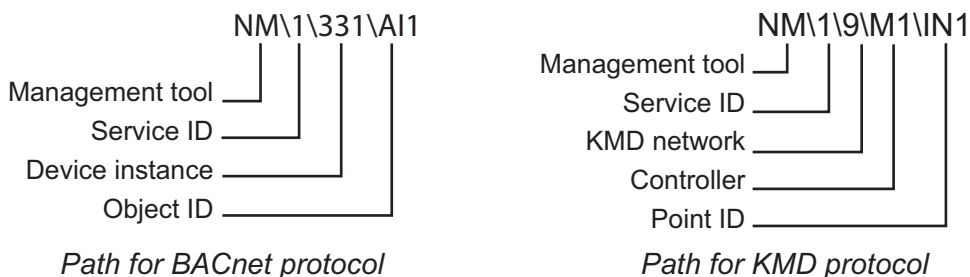 NM\1\331\AI1
Management tool
Service ID
Device instance
Object ID
Path for BACnet protocol
NM\1\9\M1\IN1
Management tool
Service ID
KMD network
Controller
Point ID
Path for KMD protocol